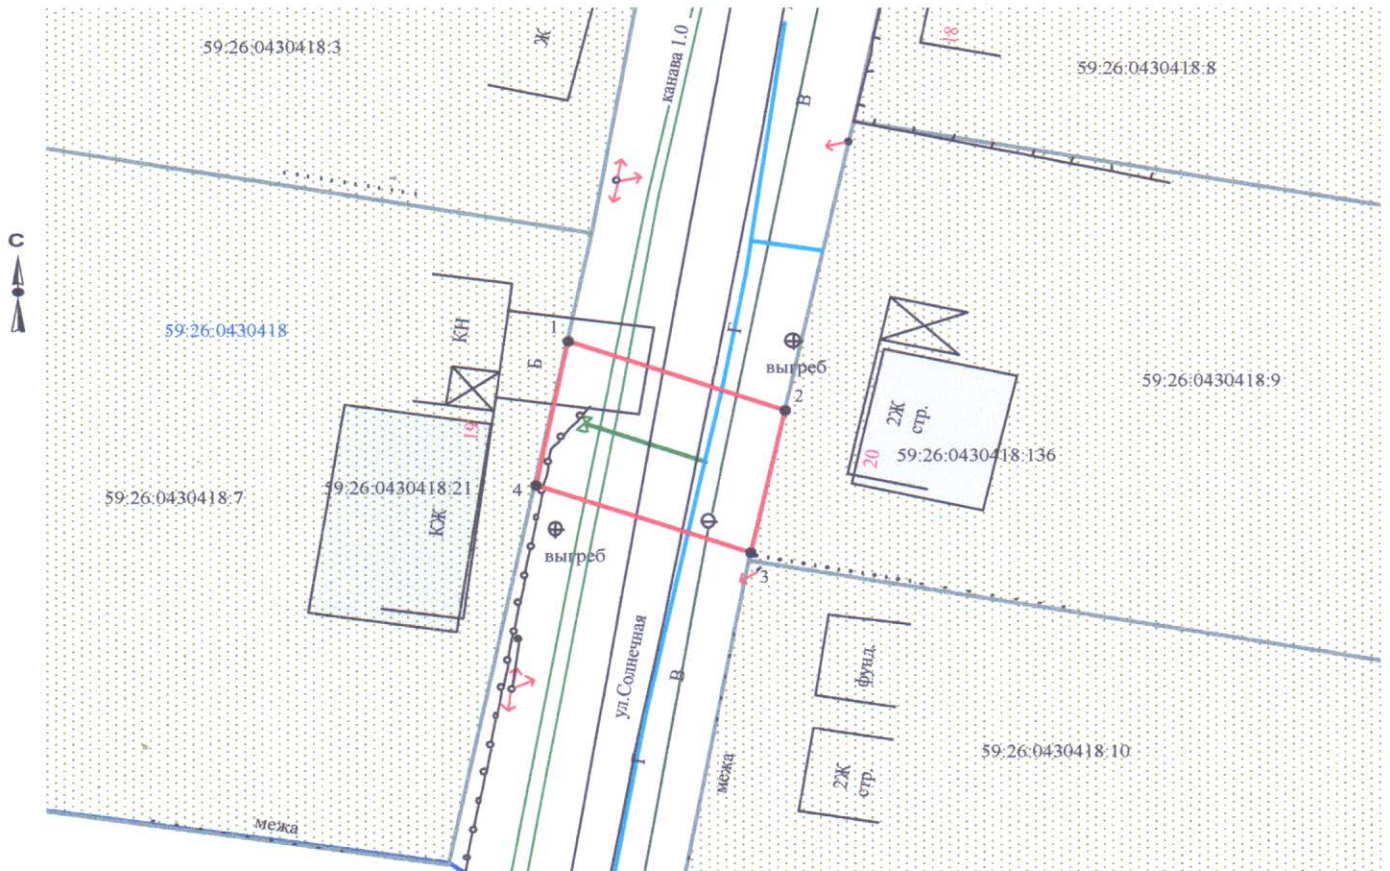 59:26:0430418:3
Ж
канава 1.0
18
59:26:0430418:8
В
С
59:26:0430418
КН
1
Б
Г
выгреб
2
59:26:0430418:9
2Ж
стр.
19
20
59:26:0430418:136
59:26:0430418:7
59:26:0430418:21
4
КЖ
выгреб
3
ул.Солнечная
В
фунд.
Г
межа
2Ж
стр.
59:26:0430418:10
межа